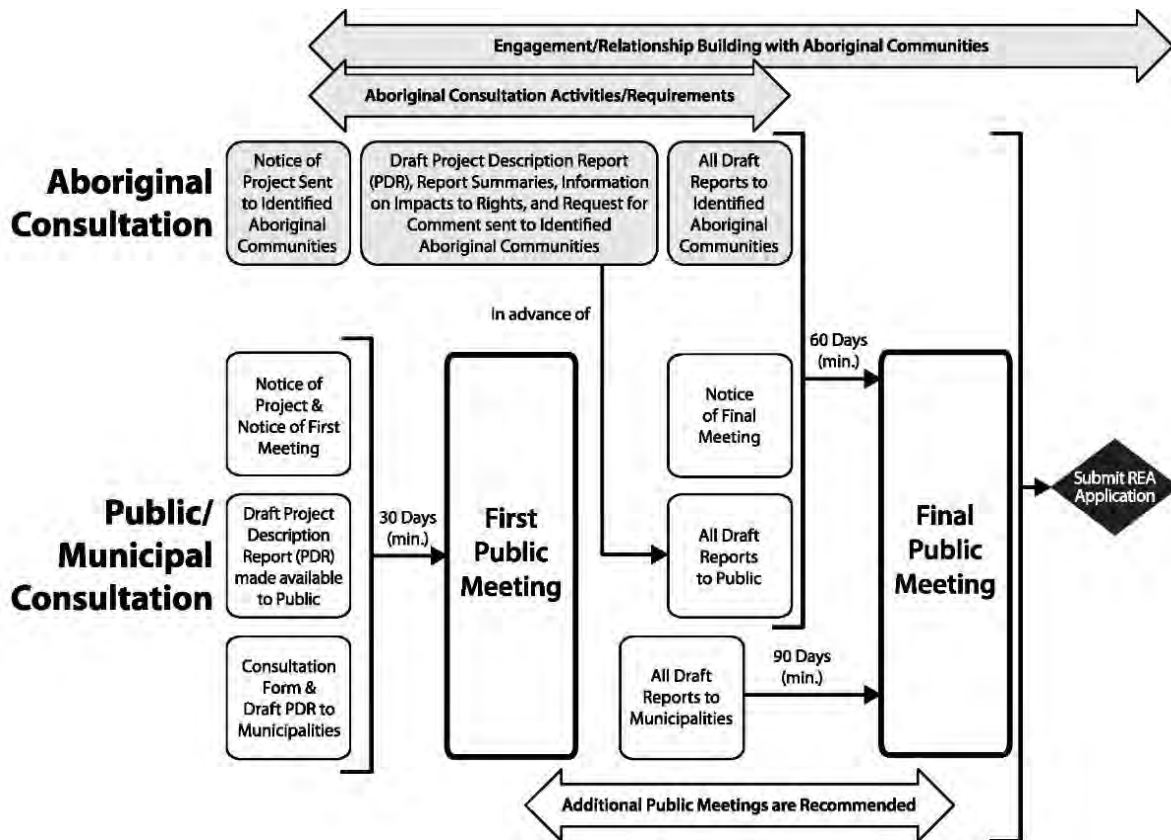 Engagement/Relationship Building with Aboriginal Communities
Aboriginal Consultation Activities/Requirements
Aboriginal
Consultation
Notice of
Project Sent
to Identified
Aboriginal
Communities
Draft Project Description Report
(PDR), Report Summaries, Information
on Impacts to Rights, and Request for
Comment sent to Identified
Aboriginal Communities
All Draft
Reports to
Identified
Aboriginal
Communities
In advance of
60 Days
(min.)
Public/
Municipal
Consultation
Notice of
Project &
Notice of First
Meeting
Draft Project
Description
Report (PDR)
made available
to Public
Consultation
Form &
Draft PDR to
Municipalities
30 Days
(min.)
First
Public
Meeting
Notice
of Final
Meeting
All Draft
Reports
to Public
All Draft
Reports to
Municipalities
90 Days
(min.)
Final
Public
Meeting
Submit REA
Application
Additional Public Meetings are Recommended